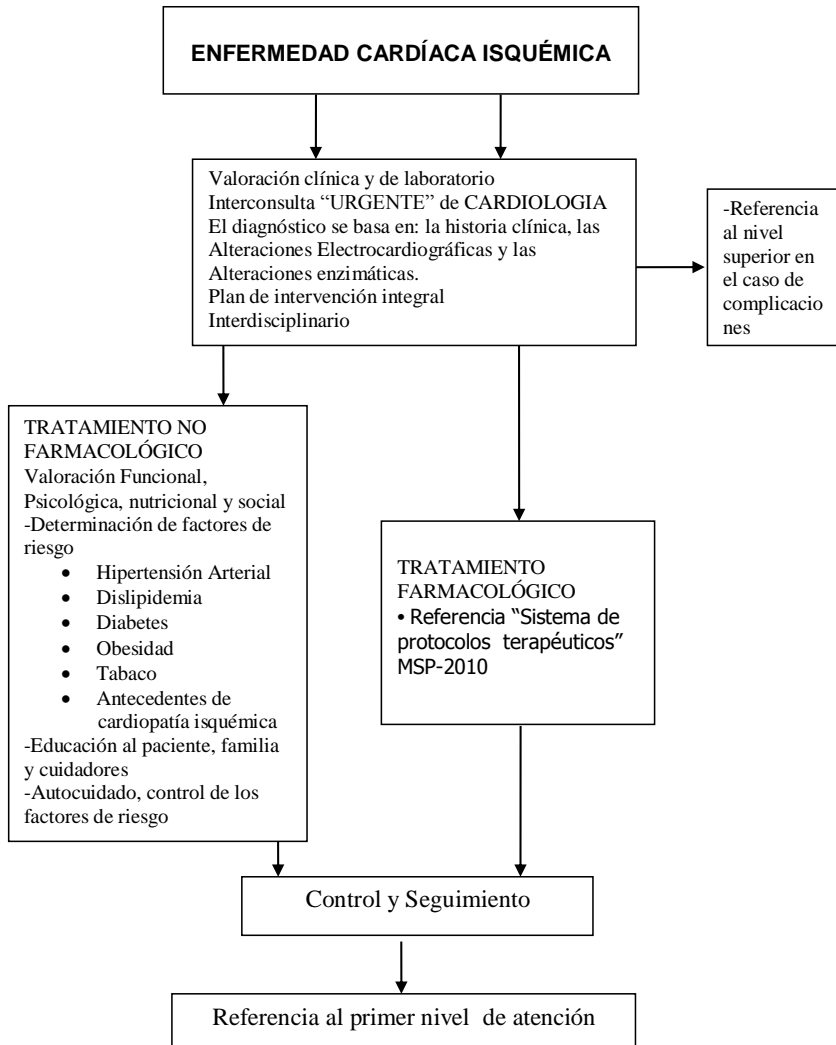 ENFERMEDAD CARDÍACA ISQUÉMICA
Valoración clínica y de laboratorio
Interconsulta “URGENTE” de CARDIOLOGIA
El diagnóstico se basa en: la historia clínica, las
Alteraciones Electrocardiográficas y las
Alteraciones enzimáticas.
Plan de intervención integral
Interdisciplinario
-Referencia
al nivel
superior en
el caso de
complicacio
nes
TRATAMIENTO NO
FARMACOLÓGICO
Valoración Funcional,
Psicológica, nutricional y social
-Determinación de factores de
riesgo
• Hipertensión Arterial
• Dislipidemia
• Diabetes
• Obesidad
• Tabaco
• Antecedentes de
cardiopatía isquémica
-Educación al paciente, familia
y cuidadores
-Autocuidado, control de los
factores de riesgo
TRATAMIENTO
FARMACOLÓGICO
• Referencia “Sistema de
protocolos terapéuticos”
MSP-2010
Control y Seguimiento
Referencia al primer nivel de atención